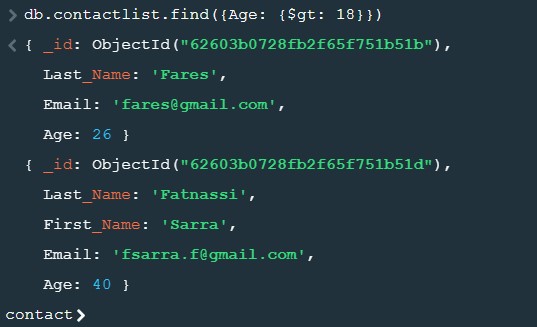 > db.contactlist.find({Age: {$gt: 18}})
< { _id: ObjectId("62603b0728fb2f65f751b51b"),
Last_Name: 'Fares',
Email: 'fares@gmail.com',
Age: 26 }
{ _id: ObjectId("62603b0728fb2f65f751b51d"),
Last_Name: 'Fatnassi',
First_Name: 'Sarra',
Email: 'fsarra.f@gmail.com',
Age: 40 }
contact>